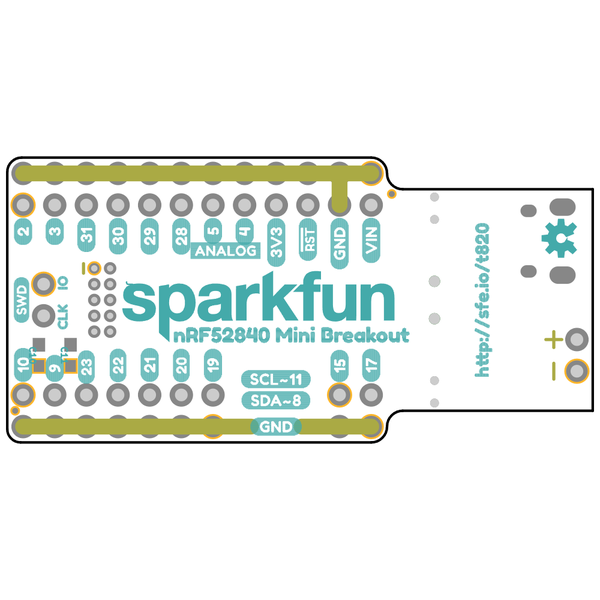 2 3 31 30 29 28 5 4 3V3 RST GND VIN
ANALOG
SWD IO CLK
sparkfun
nRF52840 Mini Breakout
http://sfe.io/t820
+
−
10 9 23 22 21 20 19 15 17
SCL~11
SDA~8
GND